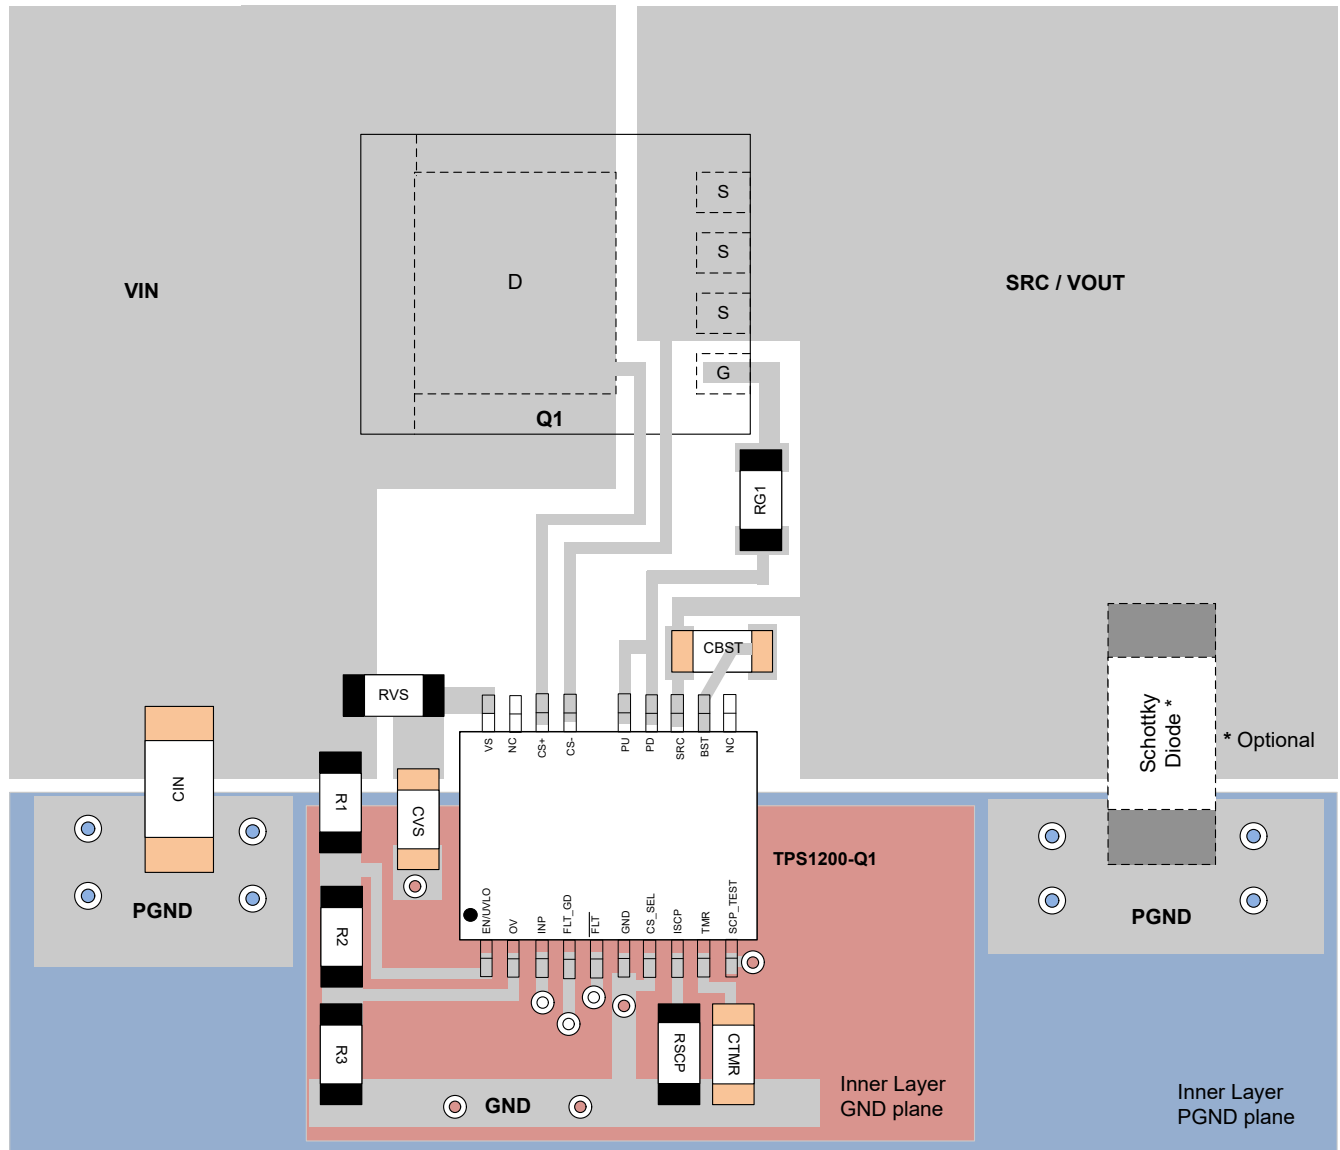 S
S
D
VIN
SRC / VOUT
S
G
Q1
RG1
CBST
RVS
VS
NC
CS+
CS-
PU
PD
SRC
BST
NC
Schottky
Diode *
* Optional
CIN
R1
CVS
TPS1200-Q1
PGND
R2
EN/UVLO
OV
INP
FLT_GD
FLT
GND
CS_SEL
ISCP
TMR
SCP_TEST
PGND
R3
RSCP
CTMR
GND
Inner Layer
GND plane
Inner Layer
PGND plane